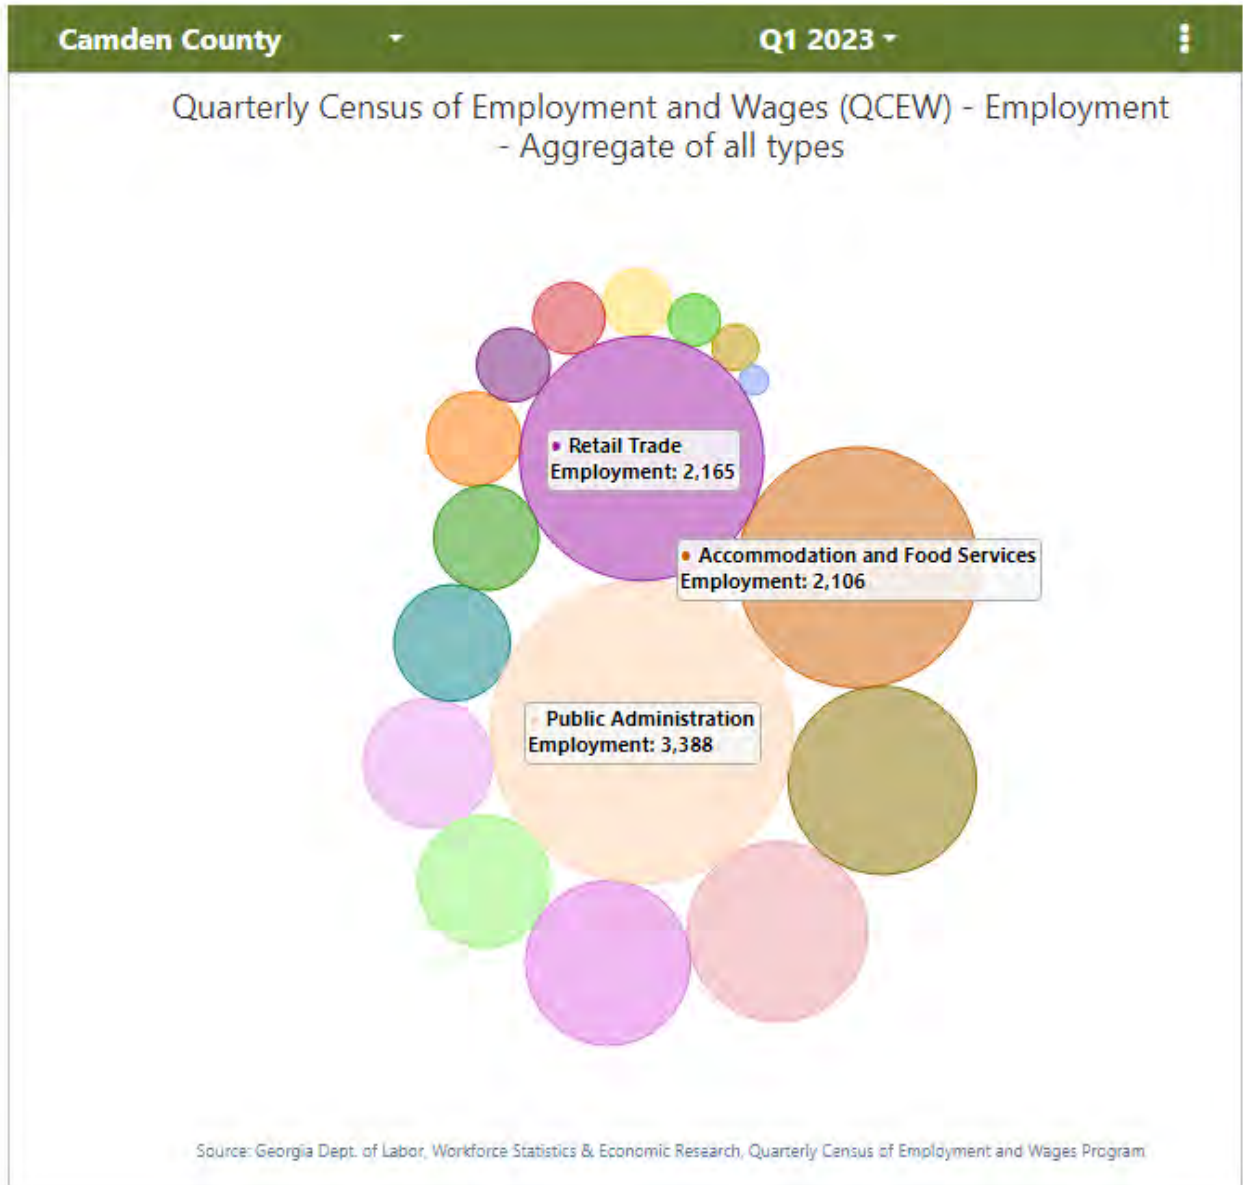 Camden County
Q1 2023
Quarterly Census of Employment and Wages (QCEW) - Employment
- Aggregate of all types
Retail Trade
Employment: 2,165
Accommodation and Food Services
Employment: 2,106
Public Administration
Employment: 3,388
Source: Georgia Dept. of Labor, Workforce Statistics & Economic Research, Quarterly Census of Employment and Wages Program